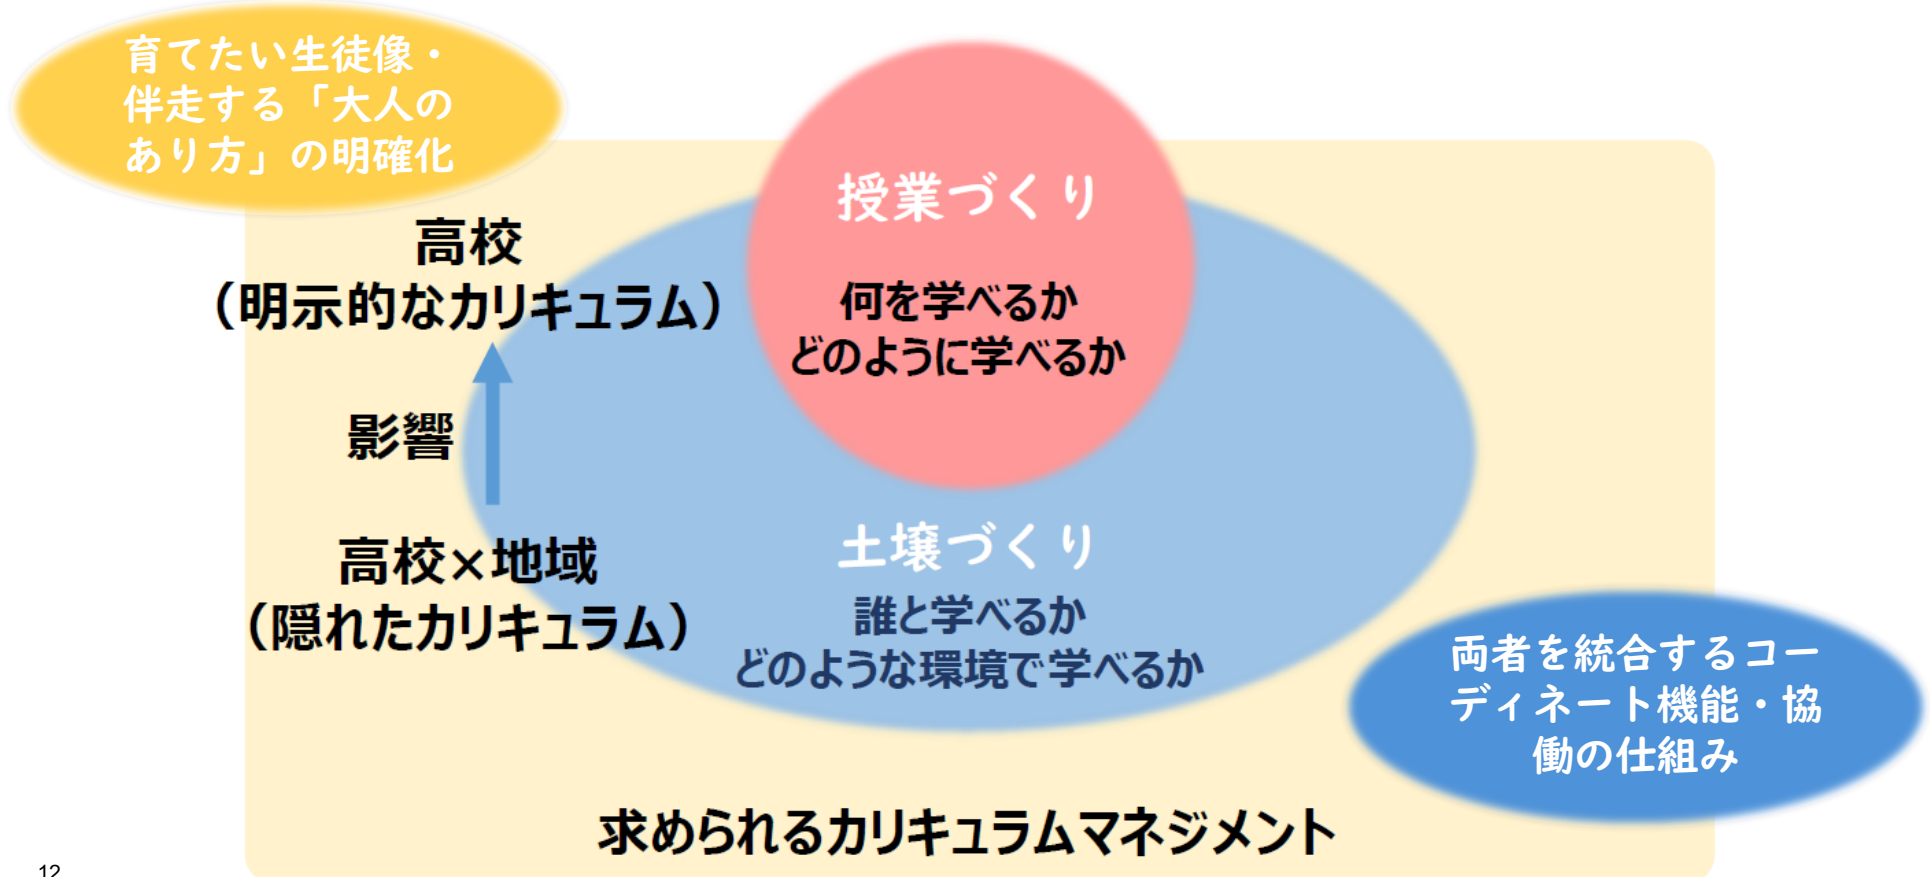 育てたい生徒像・
伴走する「大人の
あり方」の明確化
高校
（明示的なカリキュラム）
影響
高校×地域
（隠れたカリキュラム）
授業づくり
何を学べるか
どのように学べるか
土壌づくり
誰と学べるか
どのような環境で学べるか
両者を統合するコー
ディネート機能・協
働の仕組み
求められるカリキュラムマネジメント
12